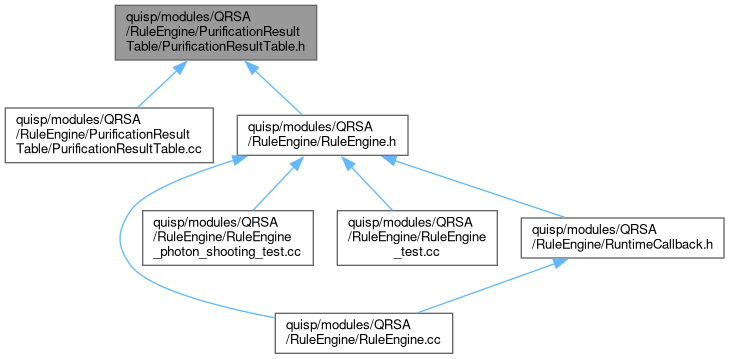 quisp/modules/QRSA
/RuleEngine/PurificationResult
Table/PurificationResultTable.h
quisp/modules/QRSA
/RuleEngine/PurificationResult
Table/PurificationResultTable.cc
quisp/modules/QRSA
/RuleEngine/RuleEngine.h
quisp/modules/QRSA
/RuleEngine/RuleEngine
_photon_shooting_test.cc
quisp/modules/QRSA
/RuleEngine/RuleEngine
_test.cc
quisp/modules/QRSA
/RuleEngine/RuntimeCallback.h
quisp/modules/QRSA
/RuleEngine/RuleEngine.cc